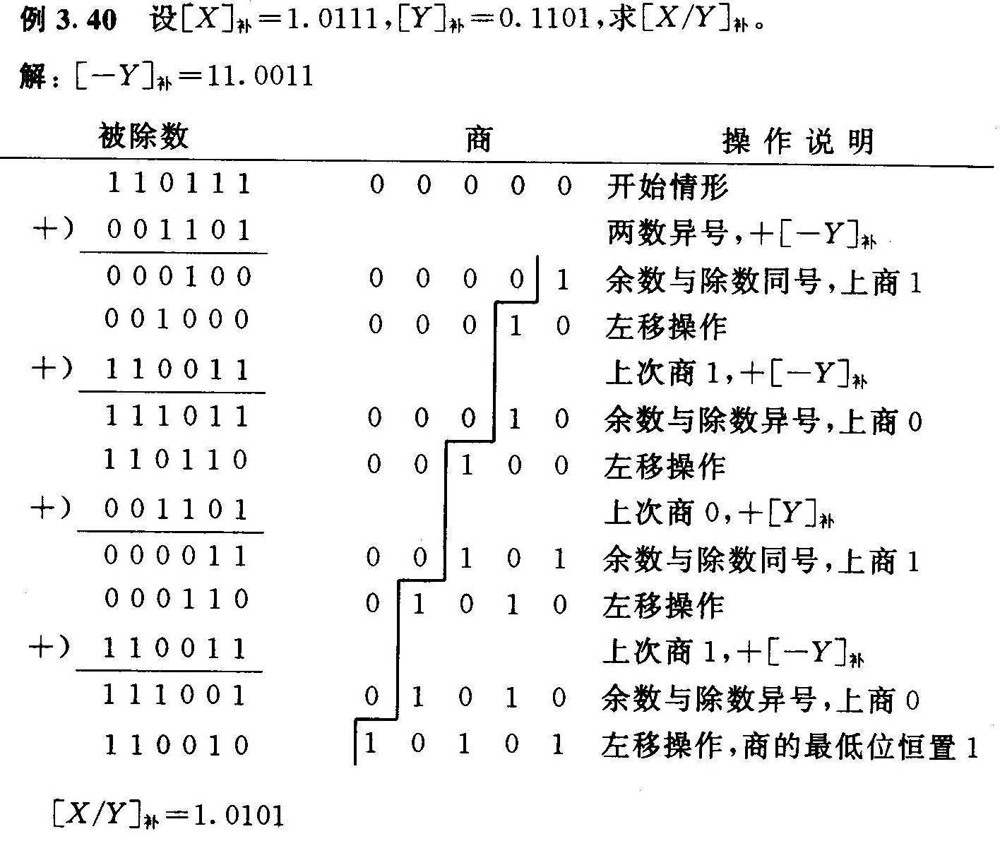 例 3.40 设[X]补=1.0111,[Y]补=0.1101,求[X/Y]补。
解:[-Y]补=11.0011
被除数 商 操作说明
110111 0 0 0 0 0 开始情形
+) 001101 两数异号,+[-Y]补
000100 0 0 0 0 1 余数与除数同号,上商 1
001000 0 0 0 1 0 左移操作
+) 110011 上次商 1,+[-Y]补
111011 0 0 0 1 0 余数与除数异号,上商 0
110110 0 0 1 0 0 左移操作
+) 001101 上次商 0,+[Y]补
000011 0 0 1 0 1 余数与除数同号,上商 1
000110 0 1 0 1 0 左移操作
+) 110011 上次商 1,+[-Y]补
111001 0 1 0 1 0 余数与除数异号,上商 0
110010 1 0 1 0 1 左移操作,商的最低位恒置 1
[X/Y]补=1.0101